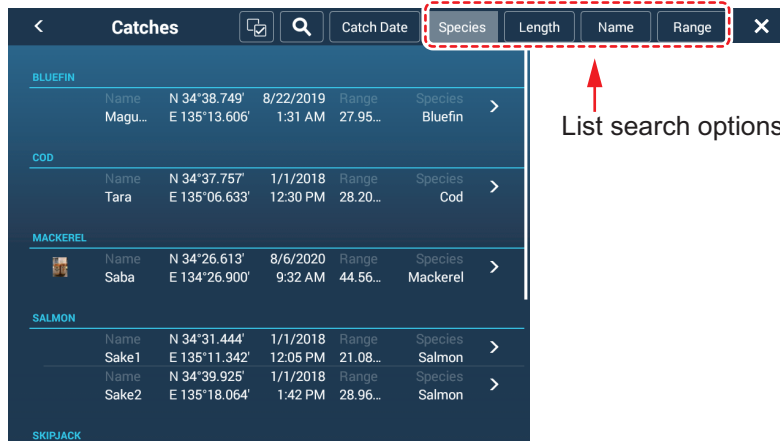 Catches Catch Date Species Length Name Range
List search options
BLUEFIN
Name N 34°38.749' 8/22/2019 Range Species
Magu... E 135°13.606' 1:31 AM 27.95... Bluefin
COD
Name N 34°37.757' 1/1/2018 Range Species
Tara E 135°06.633' 12:30 PM 28.20... Cod
MACKEREL
Name N 34°26.613' 8/6/2020 Range Species
Saba E 134°26.900' 9:32 AM 44.56... Mackerel
SALMON
Name N 34°31.444' 1/1/2018 Range Species
Sake1 E 135°11.342' 12:05 PM 21.08... Salmon
Name N 34°39.925' 1/1/2018 Range Species
Sake2 E 135°18.064' 1:42 PM 28.96... Salmon
SKIPJACK